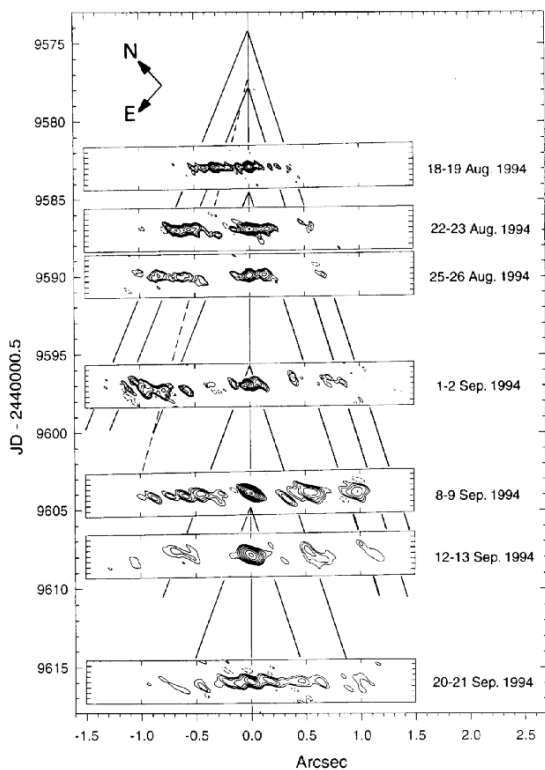 N
E
9575
9580
9585
9590
9595
9600
9605
9610
9615
JD - 2440000.5
18-19 Aug. 1994
22-23 Aug. 1994
25-26 Aug. 1994
1-2 Sep. 1994
8-9 Sep. 1994
12-13 Sep. 1994
20-21 Sep. 1994
-1.5 -1.0 -0.5 0.0 0.5 1.0 1.5 2.0 2.5
Arcsec